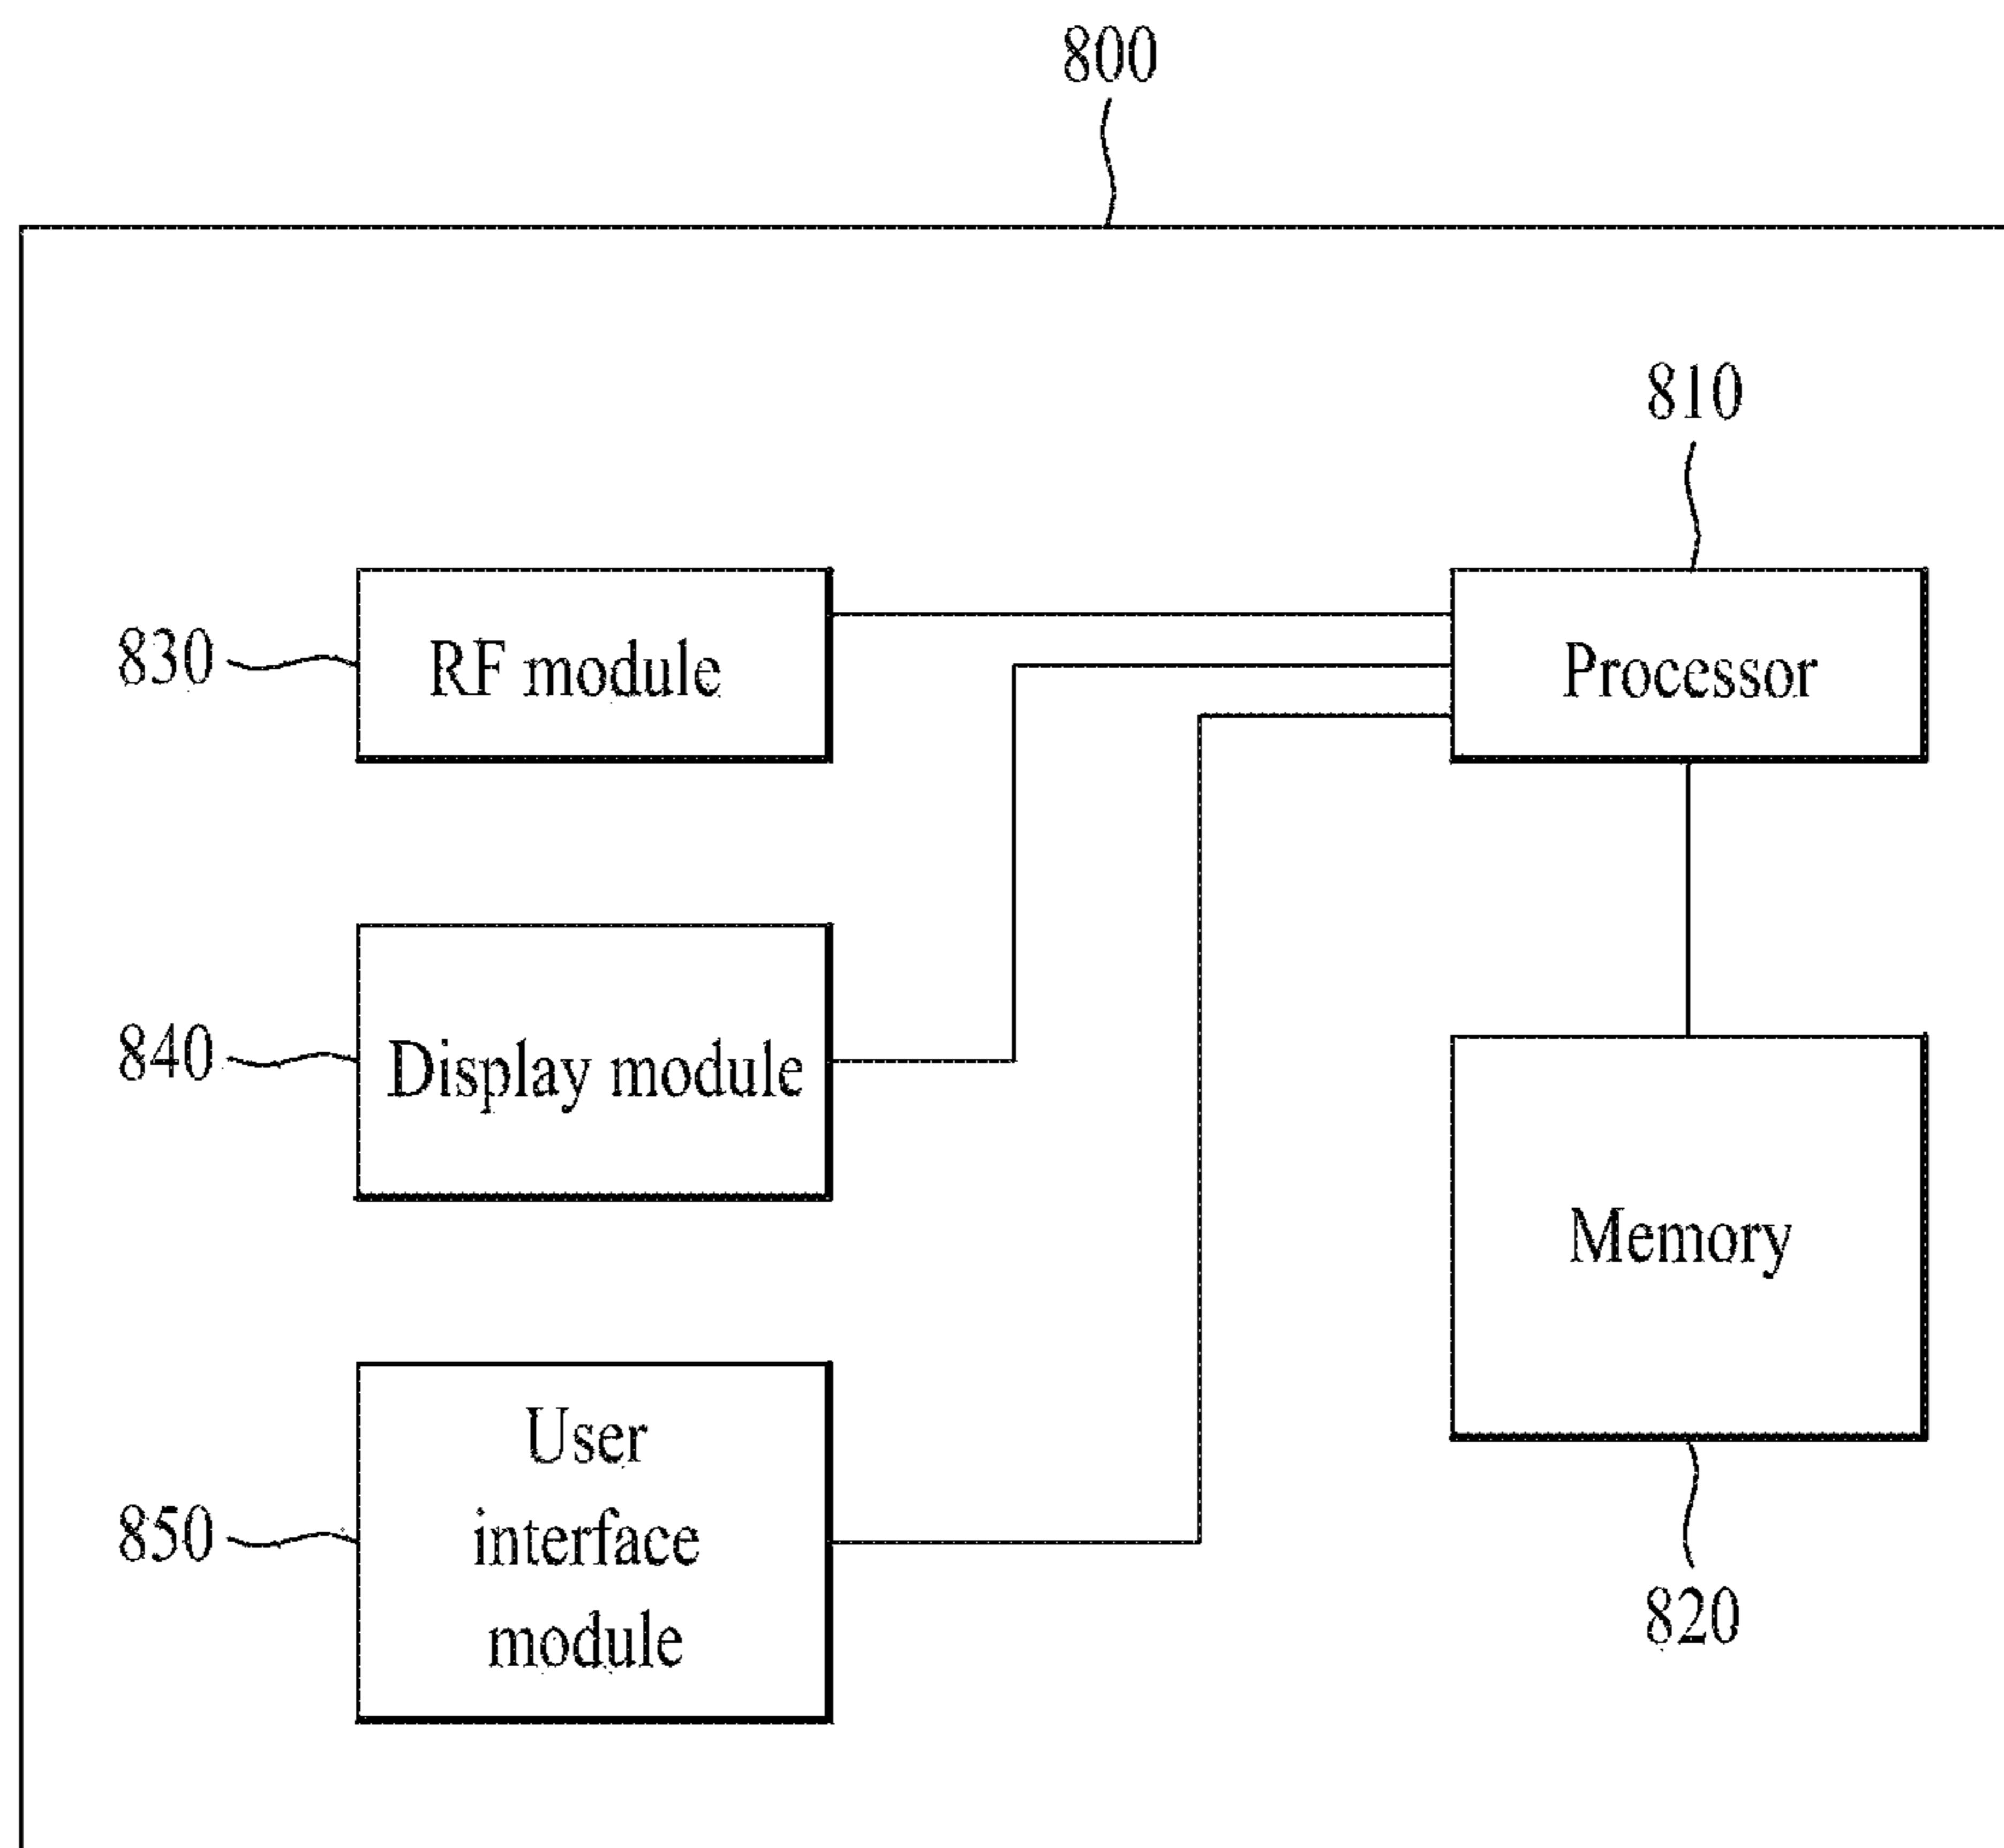 800
810
830
RF module
Processor
840
Display module
Memory
850
User
interface
module
820